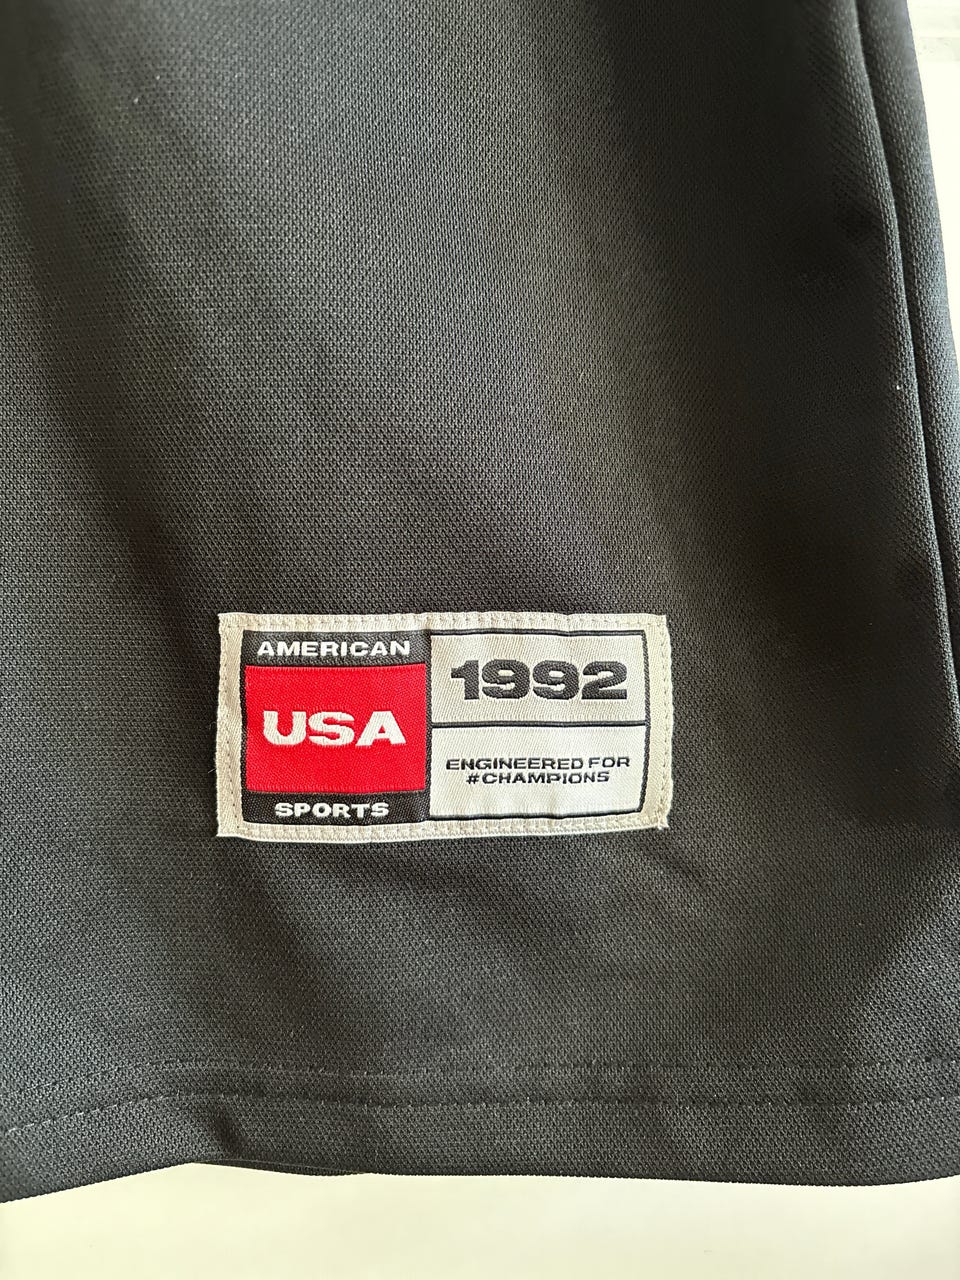 AMERICAN
USA
SPORTS
1992
ENGINEERED FOR
#CHAMPIONS